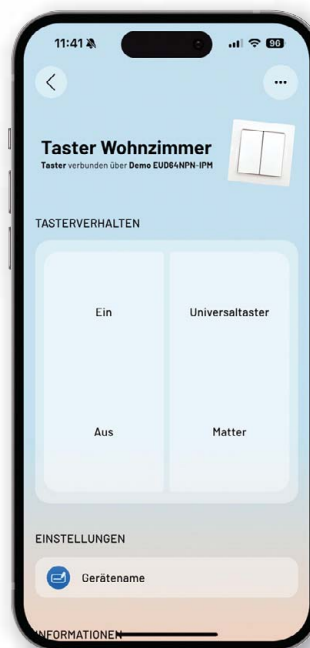 11:41
96
Taster Wohnzimmer
Taster verbunden über Demo EUD64NPN-IPM
TASTERVERHALTEN
Ein
Universaltaster
Aus
Matter
EINSTELLUNGEN
Gerätename
INFORMATIONEN